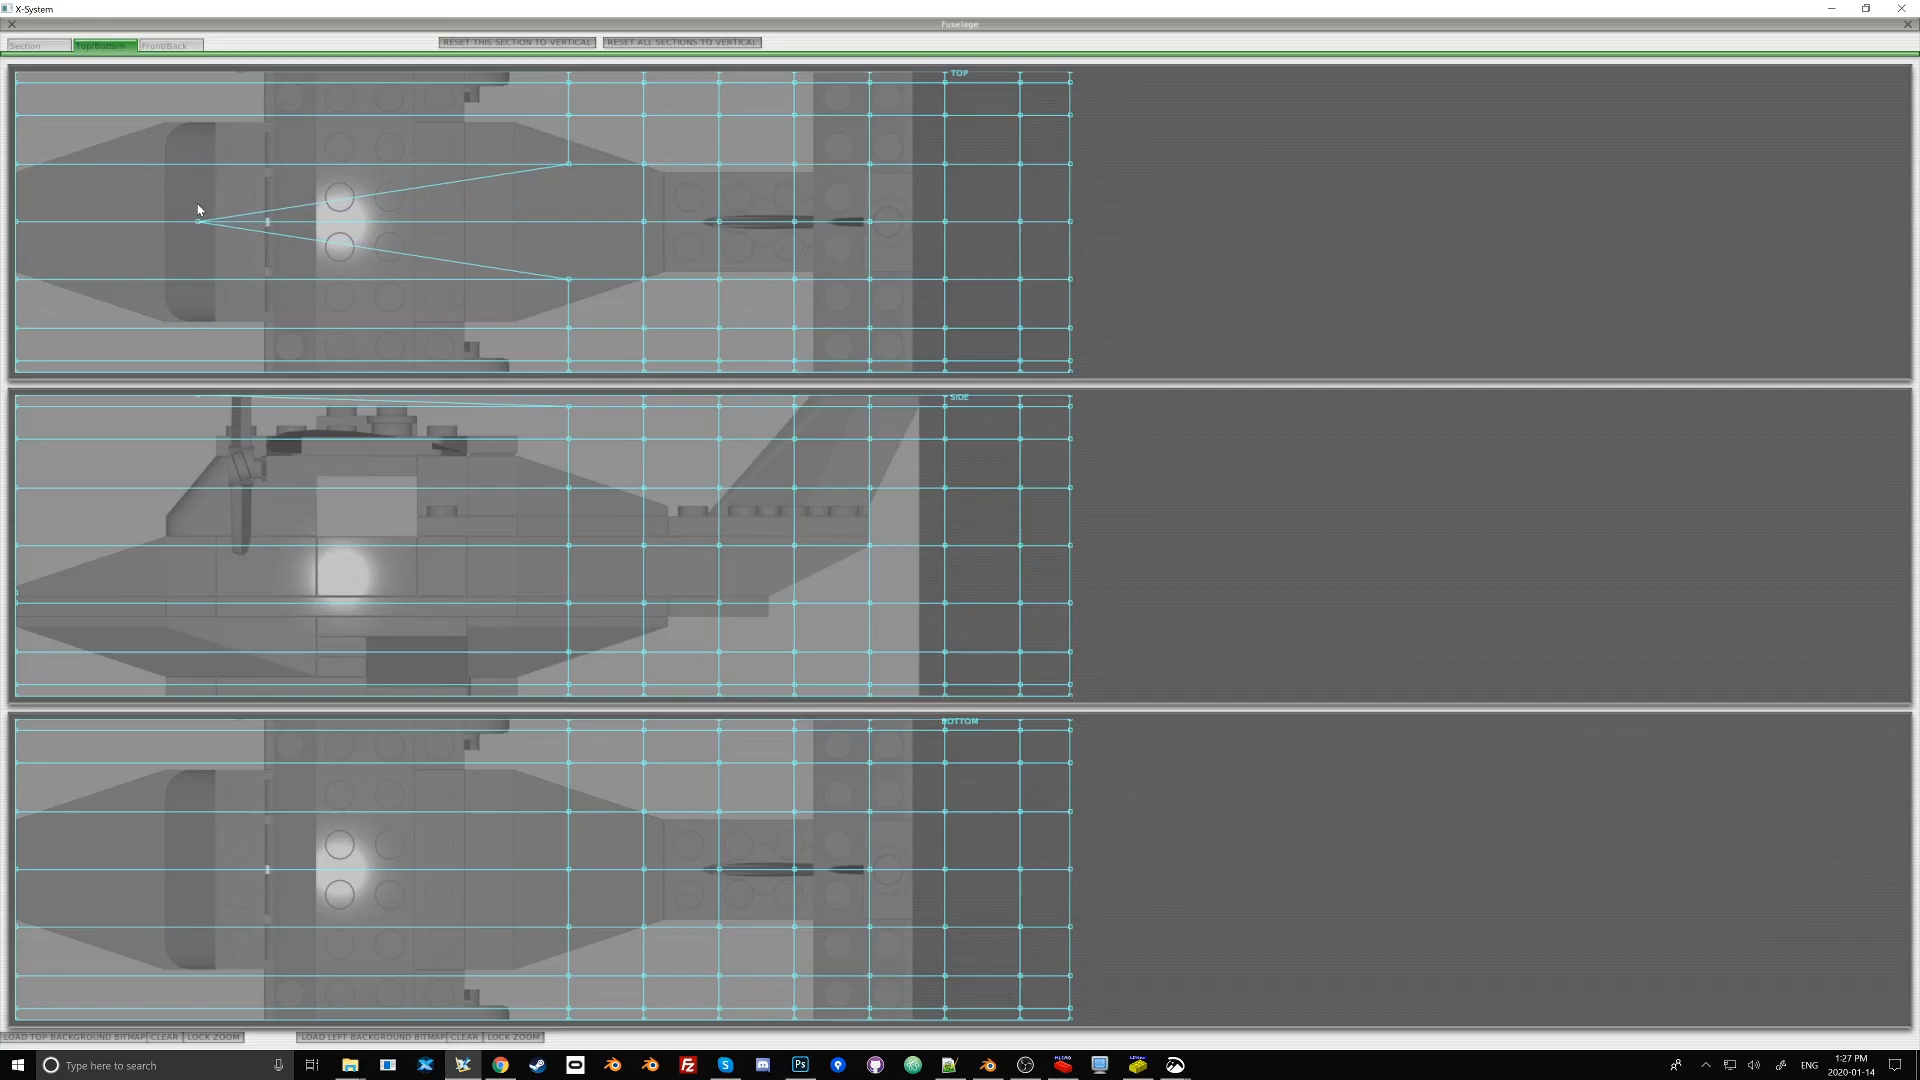 X-System
Fuselage
Section Top/Bottom Front/Back RESET THIS SECTION TO VERTICAL RESET ALL SECTIONS TO VERTICAL
TOP
SIDE
BOTTOM
LOAD TOP BACKGROUND BITMAP CLEAR LOCK ZOOM LOAD LEFT BACKGROUND BITMAP CLEAR LOCK ZOOM
Type here to search
ENG
1:27 PM
2020-01-14